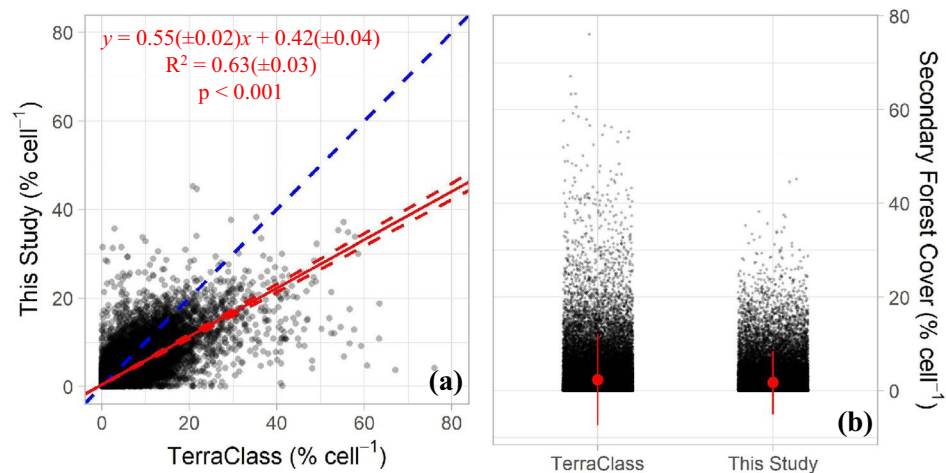 y = 0.55(±0.02)x + 0.42(±0.04)
R² = 0.63(±0.03)
p < 0.001
80
60
40
20
0
This Study (% cell⁻¹)
0 20 40 60 80
TerraClass (% cell⁻¹)
(a)
80
60
40
20
0
Secondary Forest Cover (% cell⁻¹)
TerraClass This Study
(b)